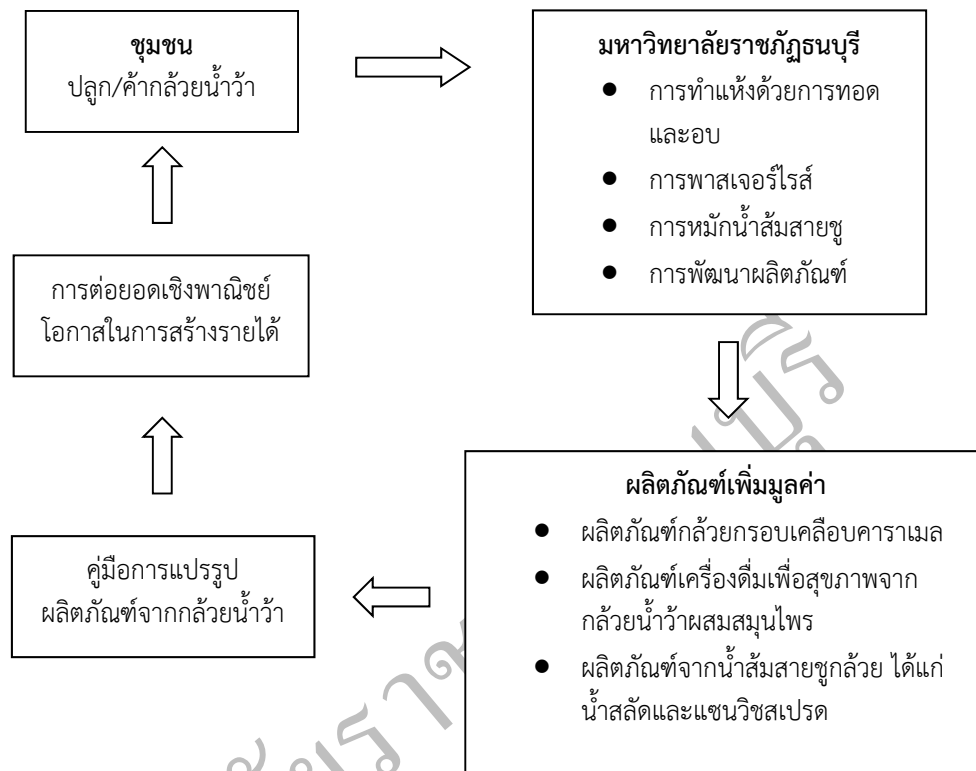 ชุมชน
ปลูก/ค้ากล้วยน้ำว้า
มหาวิทยาลัยราชภัฏธนบุรี
● การทำแห้งด้วยการทอด
และอบ
● การพาสเจอร์ไรส์
● การหมักน้ำส้มสายชู
● การพัฒนาผลิตภัณฑ์
ผลิตภัณฑ์เพิ่มมูลค่า
● ผลิตภัณฑ์กล้วยกรอบเคลือบคาราเมล
● ผลิตภัณฑ์เครื่องดื่มเพื่อสุขภาพจาก
กล้วยน้ำว้าผสมสมุนไพร
● ผลิตภัณฑ์จากน้ำส้มสายชูกล้วย ได้แก่
น้ำสลัดและแซนวิชสเปรด
คู่มือการแปรรูป
ผลิตภัณฑ์จากกล้วยน้ำว้า
การต่อยอดเชิงพาณิชย์
โอกาสในการสร้างรายได้